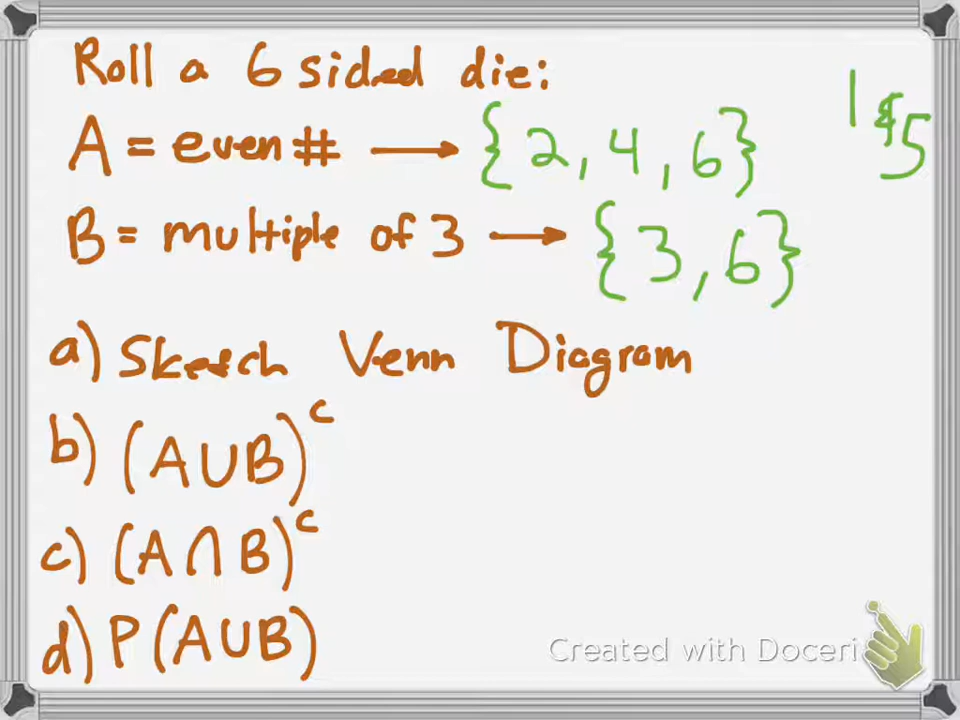 Roll a 6 sided die:
A = even # → {2, 4, 6}
1 & 5
B = multiple of 3 → {3, 6}
a) Sketch Venn Diagram
b) (A∪B)ᶜ
c) (A∩B)ᶜ
d) P(A∪B)
Created with Doceri